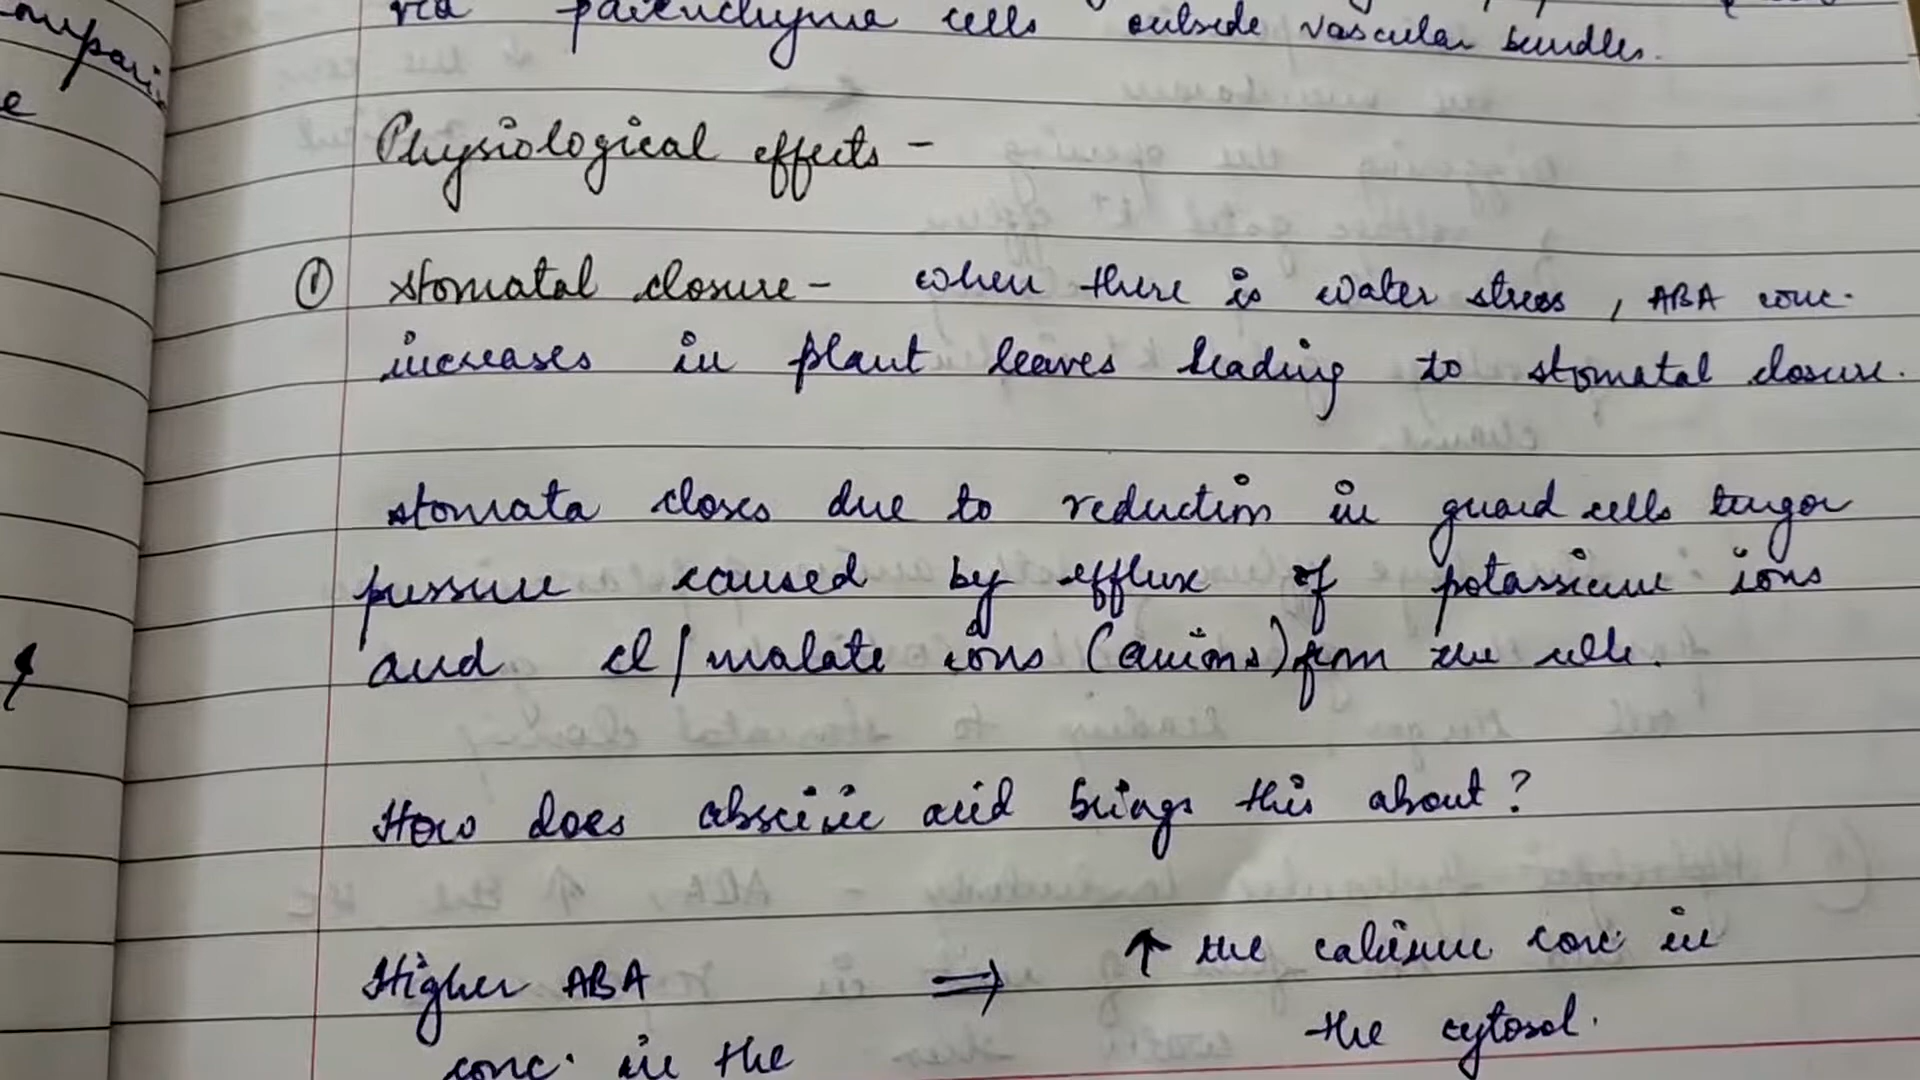 ompari
e
via parenchyma cells outside vascular bundles.
Physiological effects -
① stomatal closure - when there is water stress, ABA conc.
increases in plant leaves leading to stomatal closure.
stomata closes due to reduction in guard cells turgor
pressure caused by efflux of potassium ions
and cl/malate ions (anions) from the cells.
How does abscisic acid brings this about?
Higher ABA ⇒ ↑ the calcium conc. in
conc. in the the cytosol.